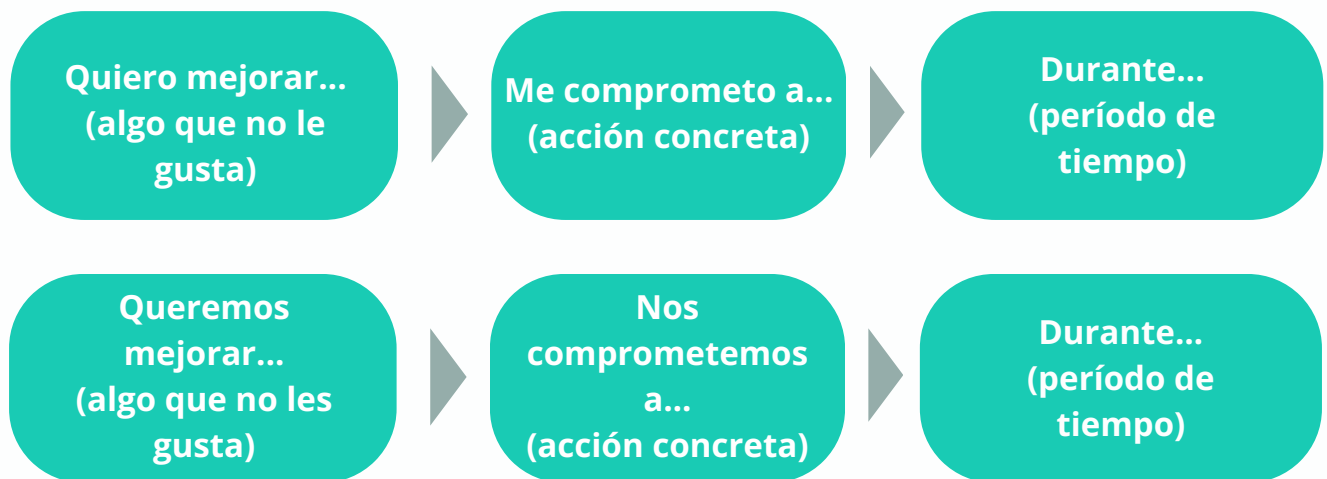 Quiero mejorar...
(algo que no le
gusta)
Me comprometo a...
(acción concreta)
Durante...
(período de
tiempo)
Queremos
mejorar...
(algo que no les
gusta)
Nos
comprometemos
a...
(acción concreta)
Durante...
(período de
tiempo)